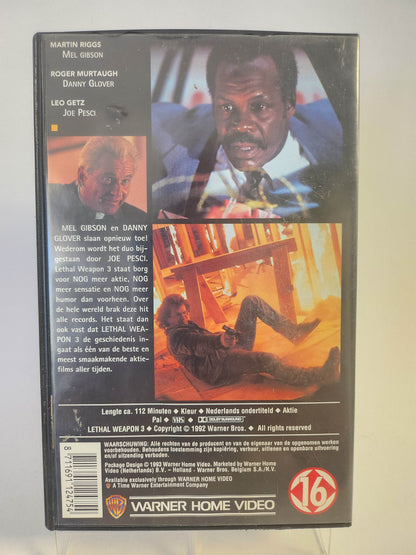 MARTIN RIGGS
MEL GIBSON
ROGER MURTAUGH
DANNY GLOVER
LEO GETZ
JOE PESCI
MEL GIBSON en DANNY
GLOVER slaan opnieuw toe!
Wederom wordt het duo bij-
gestaan door JOE PESCI.
Lethal Weapon 3 staat borg
voor NOG meer aktie, NOG
meer sensatie en NOG meer
humor dan voorheen. Over
de hele wereld brak deze hit
alle records. Het staat dan
ook vast dat LETHAL WEA-
PON 3 de geschiedenis in-
gaat als één van de beste en
meest smaakmakende aktie-
films aller tijden.
Lengte ca. 112 Minuten ◆ Kleur ◆ Nederlands ondertiteld ◆ Aktie
Pal ◆ VHS ◆ DOLBY SURROUND
LETHAL WEAPON 3 ◆ Copyright © 1992 Warner Bros. ◆ All rights reserved
WAARSCHUWING: Alle rechten van de producent en van de eigenaar van de opgenomen werken
voorbehouden. Behoudens toestemming zijn kopiëring, verhuur, uitlenen en openbare uitvoering
en/of uitzending verboden.
Package Design © 1993 Warner Home Video. Marketed by Warner Home
Video (Netherlands) B.V. - Holland - Warner Bros. Belgium S.A./N.V.
Available exclusively through WARNER HOME VIDEO
A Time Warner Entertainment Company
8 711691 124754
WARNER HOME VIDEO
16